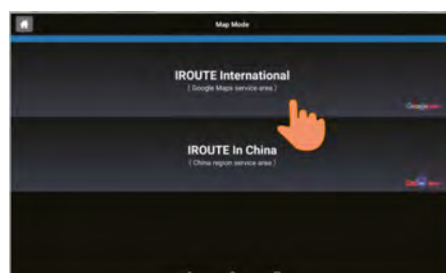 Map Mode
IROUTE International
( Google Maps service area )
IROUTE In China
( China region service area )